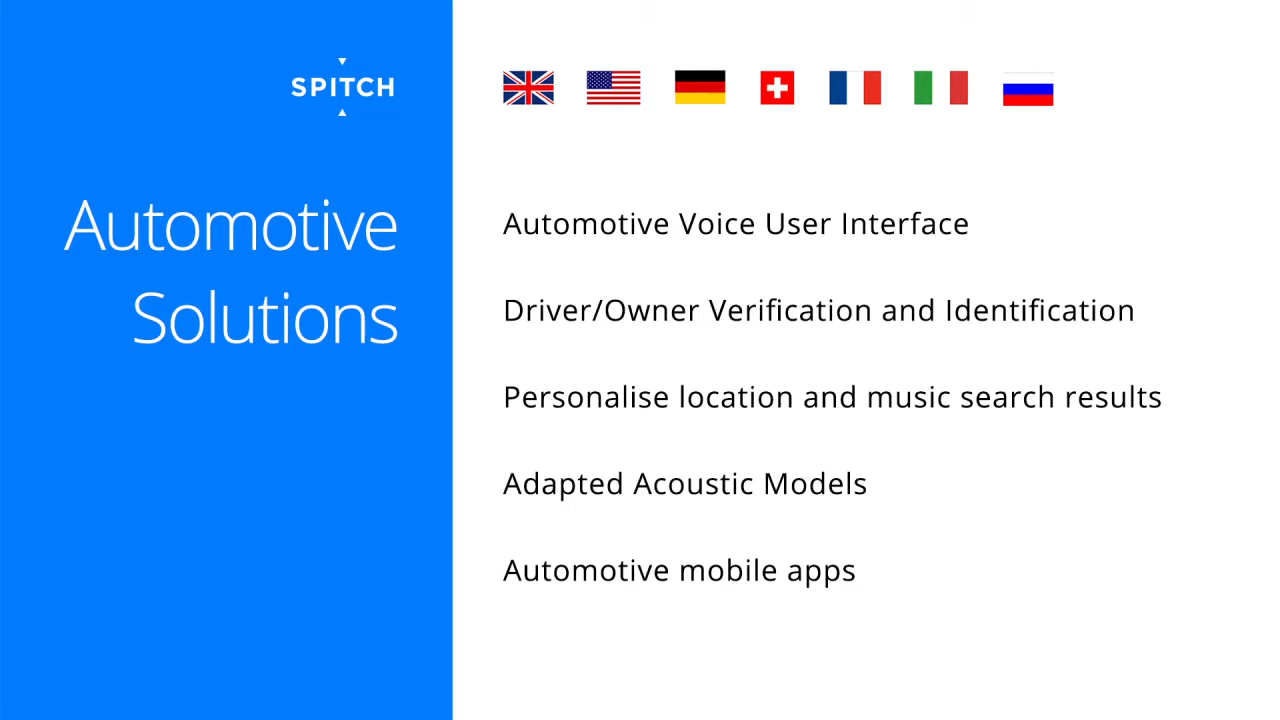 SPITCH
Automotive
Solutions
Automotive Voice User Interface
Driver/Owner Verification and Identification
Personalise location and music search results
Adapted Acoustic Models
Automotive mobile apps